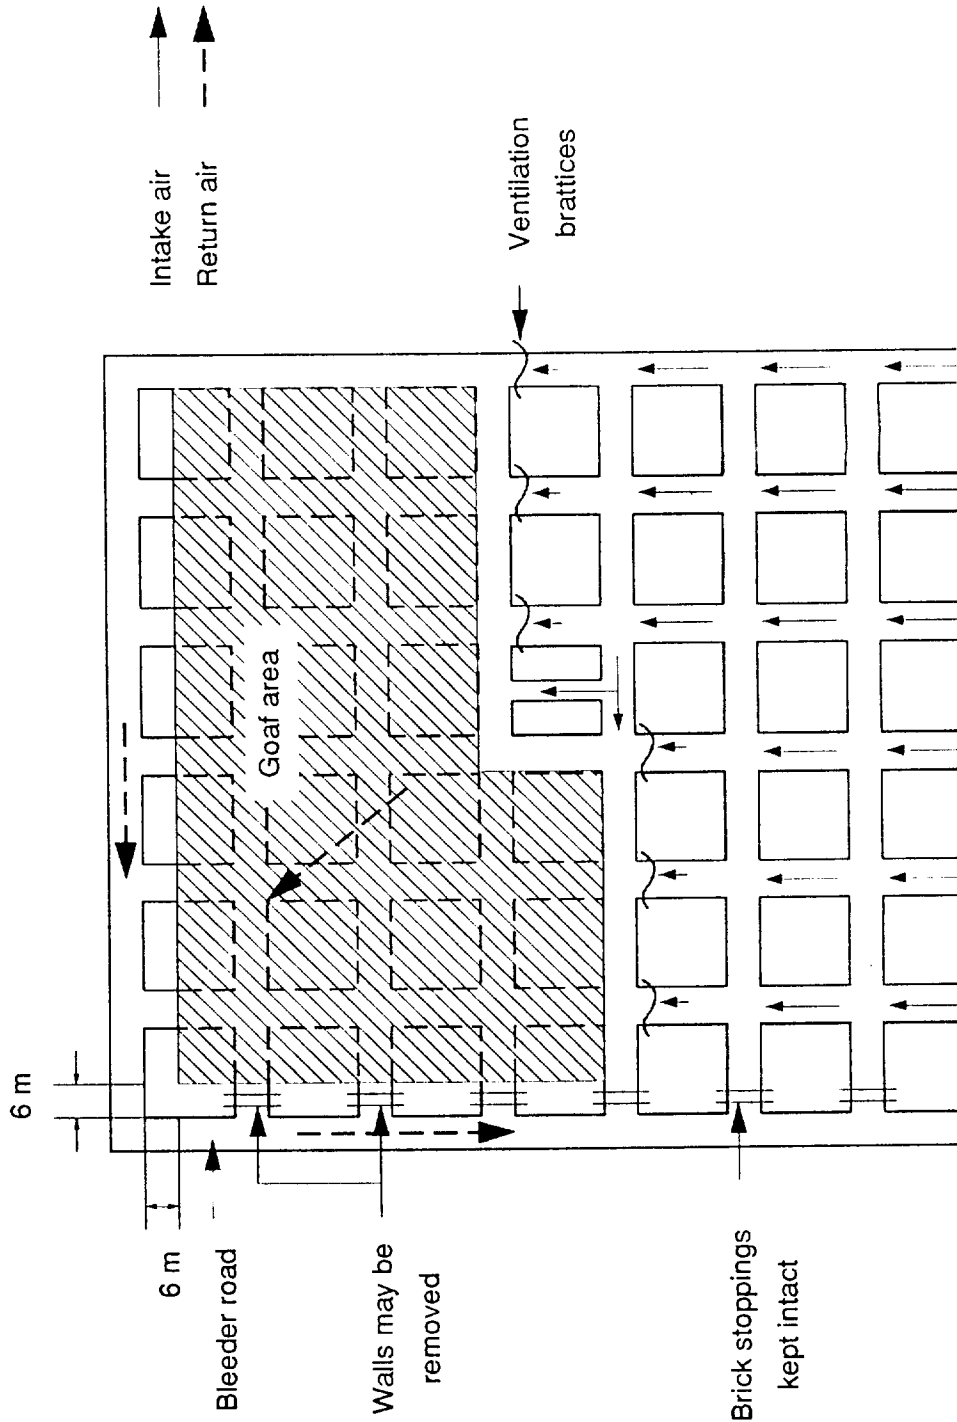 Intake air
Return air
Ventilation
brattices
Goaf area
6 m
6 m
Bleeder road
Walls may be
removed
Brick stoppings
kept intact